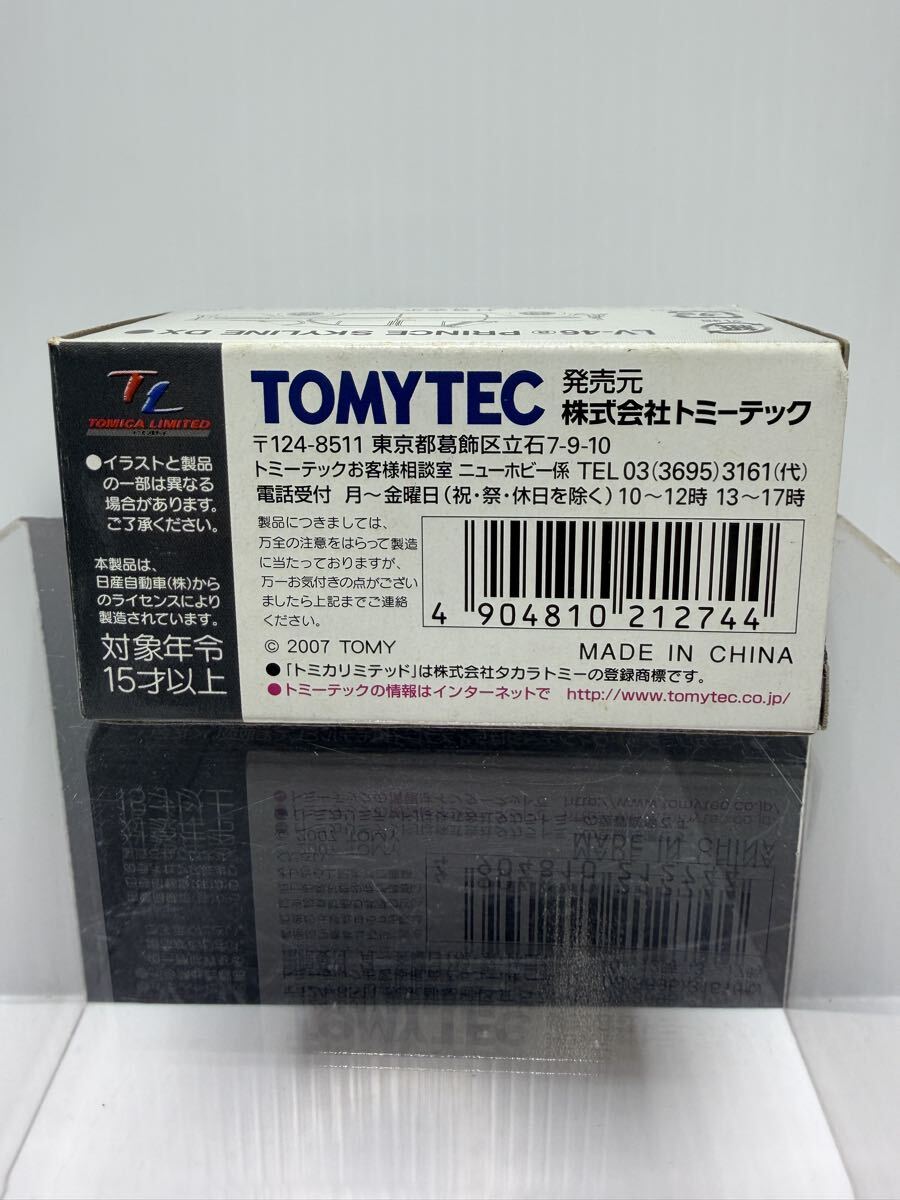 LV-46ⓐ PRINCE SKYLINE DX●
TL
TOMICA LIMITED
●イラストと製品
の一部は異なる
場合があります。
ご了承ください。
本製品は、
日産自動車(株)から
のライセンスにより
製造されています。
対象年令
15才以上
TOMYTEC
発売元
株式会社トミーテック
〒124-8511 東京都葛飾区立石7-9-10
トミーテックお客様相談室 ニューホビー係 TEL 03(3695)3161(代)
電話受付 月〜金曜日(祝・祭・休日を除く) 10〜12時 13〜17時
製品につきましては、
万全の注意をはらって製造
に当たっておりますが、
万一お気付きの点がござい
ましたら上記までご連絡
ください。
4 904810 212744
© 2007 TOMY
MADE IN CHINA
●「トミカリミテッド」は株式会社タカラトミーの登録商標です。
●トミーテックの情報はインターネットで http://www.tomytec.co.jp/